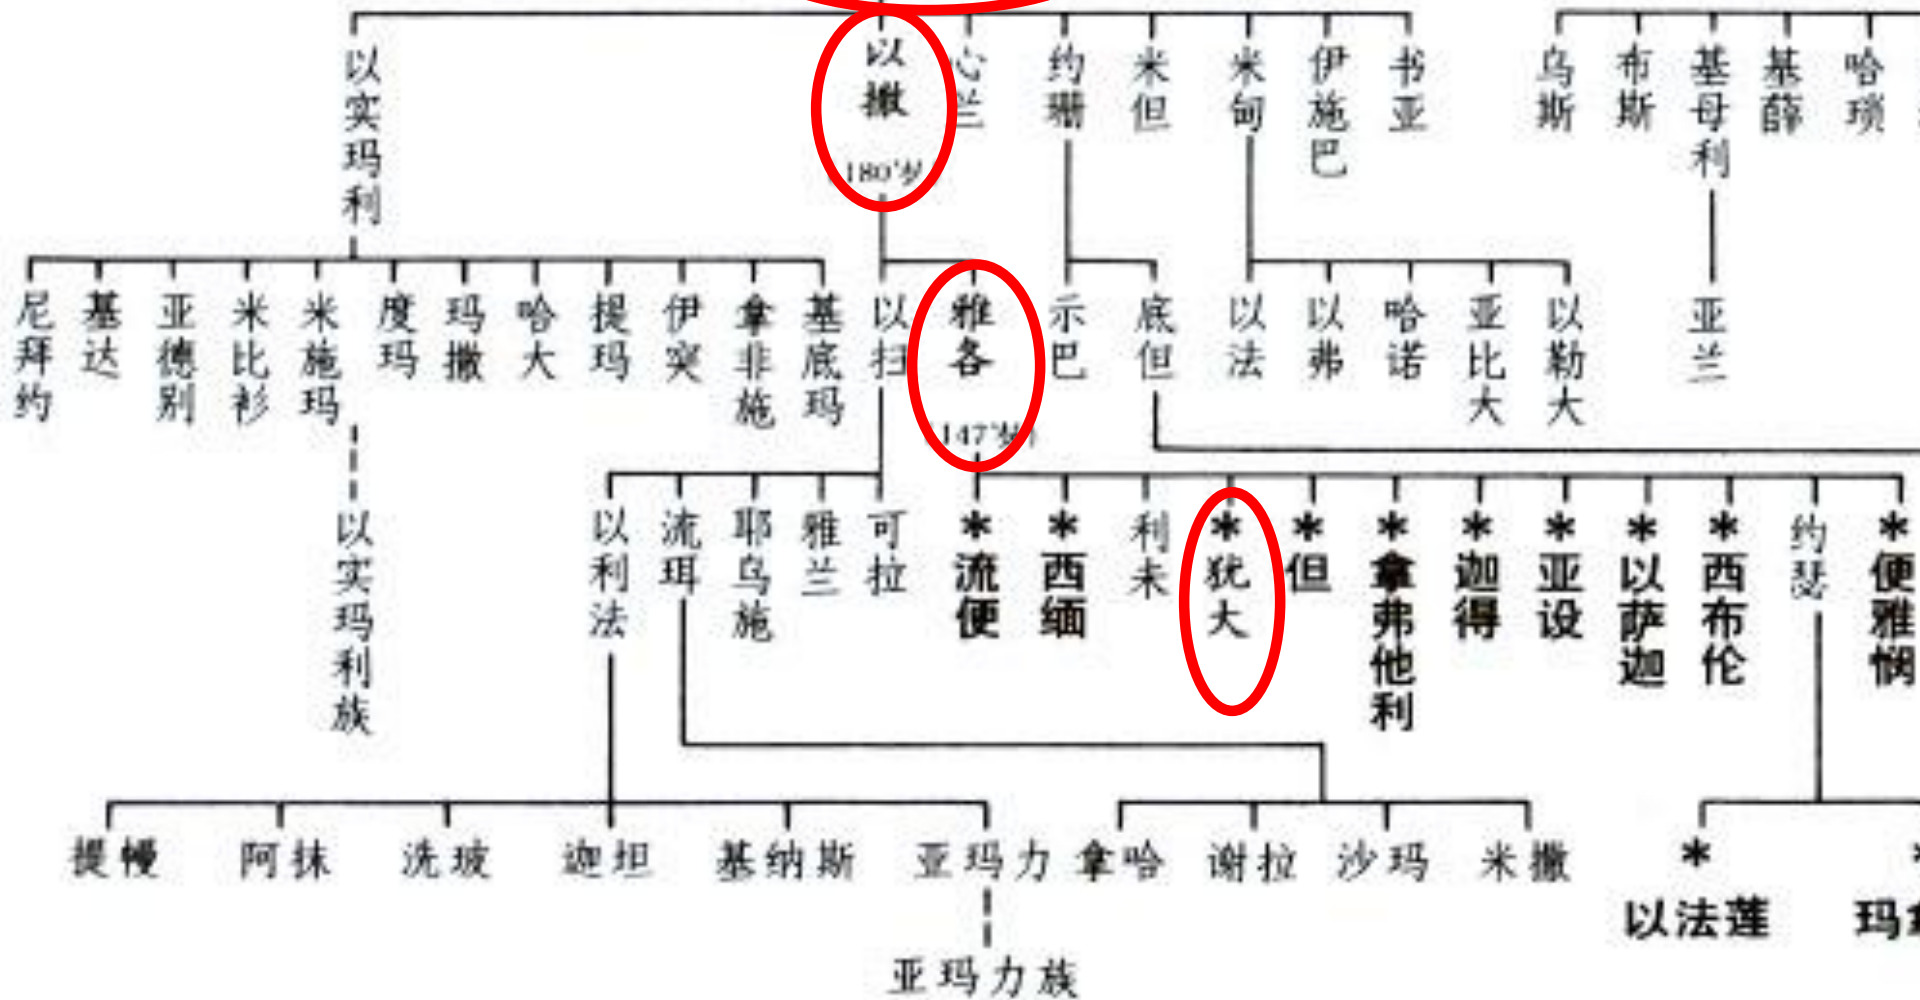 以实玛利
以撒
180岁
心兰
约珊
米但
米甸
伊施巴
书亚
乌斯
布斯
基母利
基薛
哈琐
尼拜约
基达
亚德别
米比衫
米施玛
度玛
玛撒
哈大
提玛
伊突
拿非施
基底玛
以扫
雅各
147岁
示巴
底但
以法
以弗
哈诺
亚比大
以勒大
亚兰
以实玛利族
以利法
流珥
耶乌施
雅兰
可拉
*流便
*西缅
利未
*犹大
*但
*拿弗他利
*迦得
*亚设
*以萨迦
*西布伦
约瑟
*便雅悯
提幔
阿抹
洗玻
迦坦
基纳斯
亚玛力
拿哈
谢拉
沙玛
米撒
*
以法莲
玛
亚玛力族